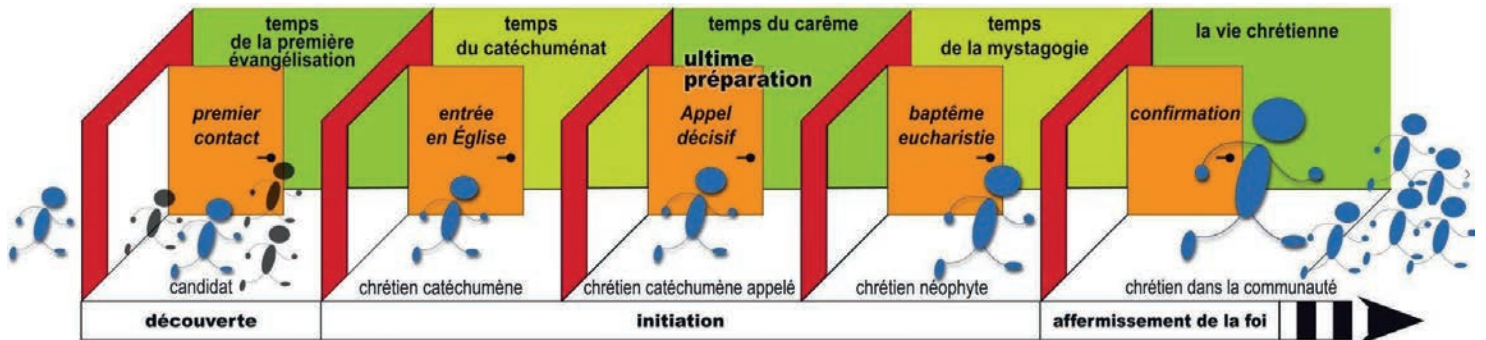 temps
de la première
évangélisation
temps
du catéchuménat
temps du carême
ultime
préparation
temps
de la mystagogie
la vie chrétienne
premier
contact
entrée
en Église
Appel
décisif
baptême
eucharistie
confirmation
candidat
chrétien catéchumène
chrétien catéchumène appelé
chrétien néophyte
chrétien dans la communauté
découverte
initiation
affermissement de la foi